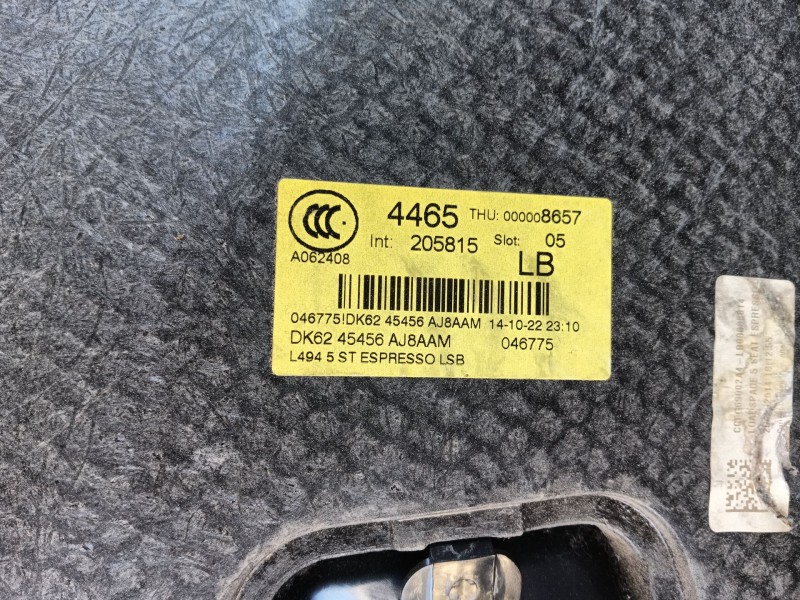 CCC 4465 THU: 000008657
A062408 Int: 205815 Slot: 05
LB
046775!DK62 45456 AJ8AAM 14-10-22 23:10
DK62 45456 AJ8AAM 046775
L494 5 ST ESPRESSO LSB